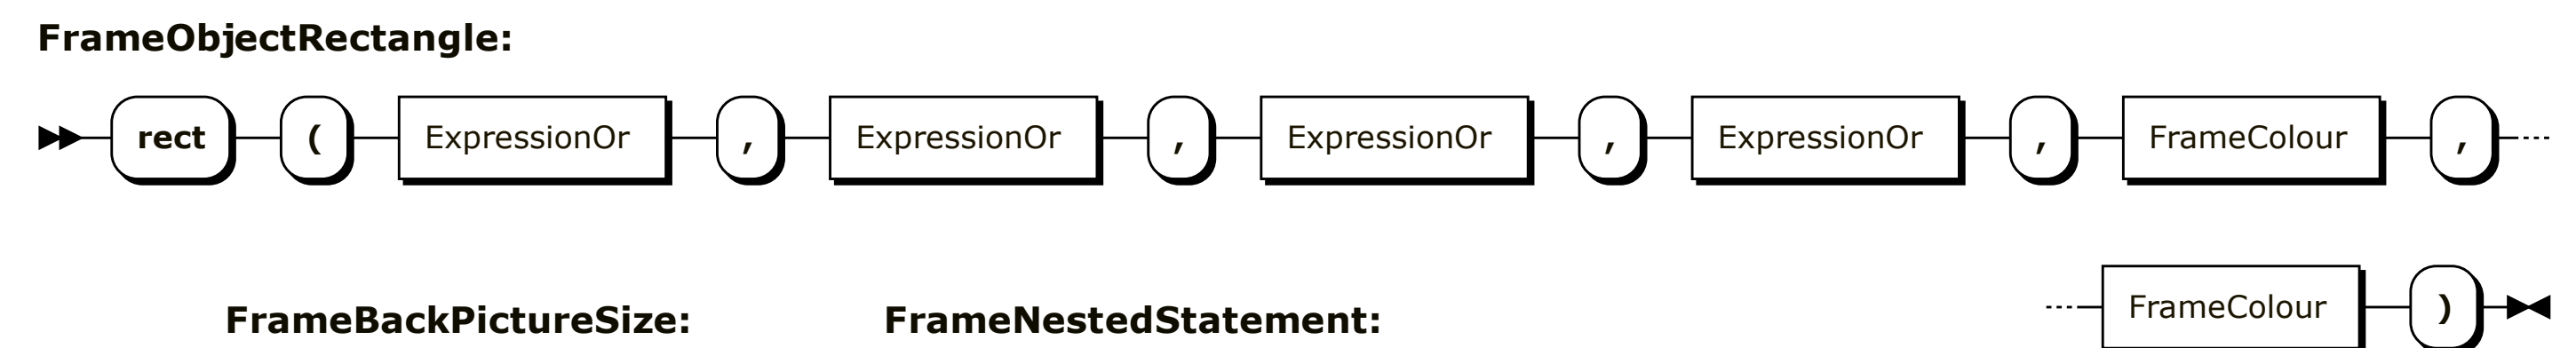 FrameObjectRectangle:
rect ( ExpressionOr , ExpressionOr , ExpressionOr , ExpressionOr , FrameColour ,
FrameColour )
FrameBackPictureSize: FrameNestedStatement: